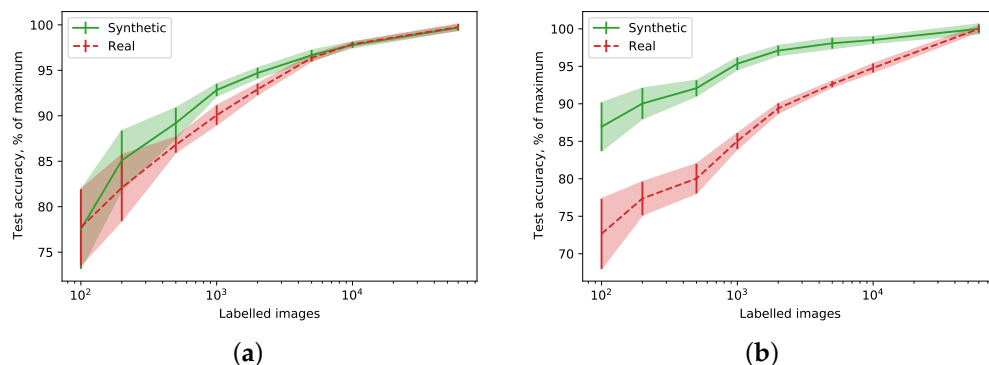 100
95
90
85
80
75
Test accuracy, % of maximum
Synthetic
Real
10²
10³
10⁴
Labelled images
(a)
100
95
90
85
80
75
70
Test accuracy, % of maximum
Synthetic
Real
10²
10³
10⁴
Labelled images
(b)